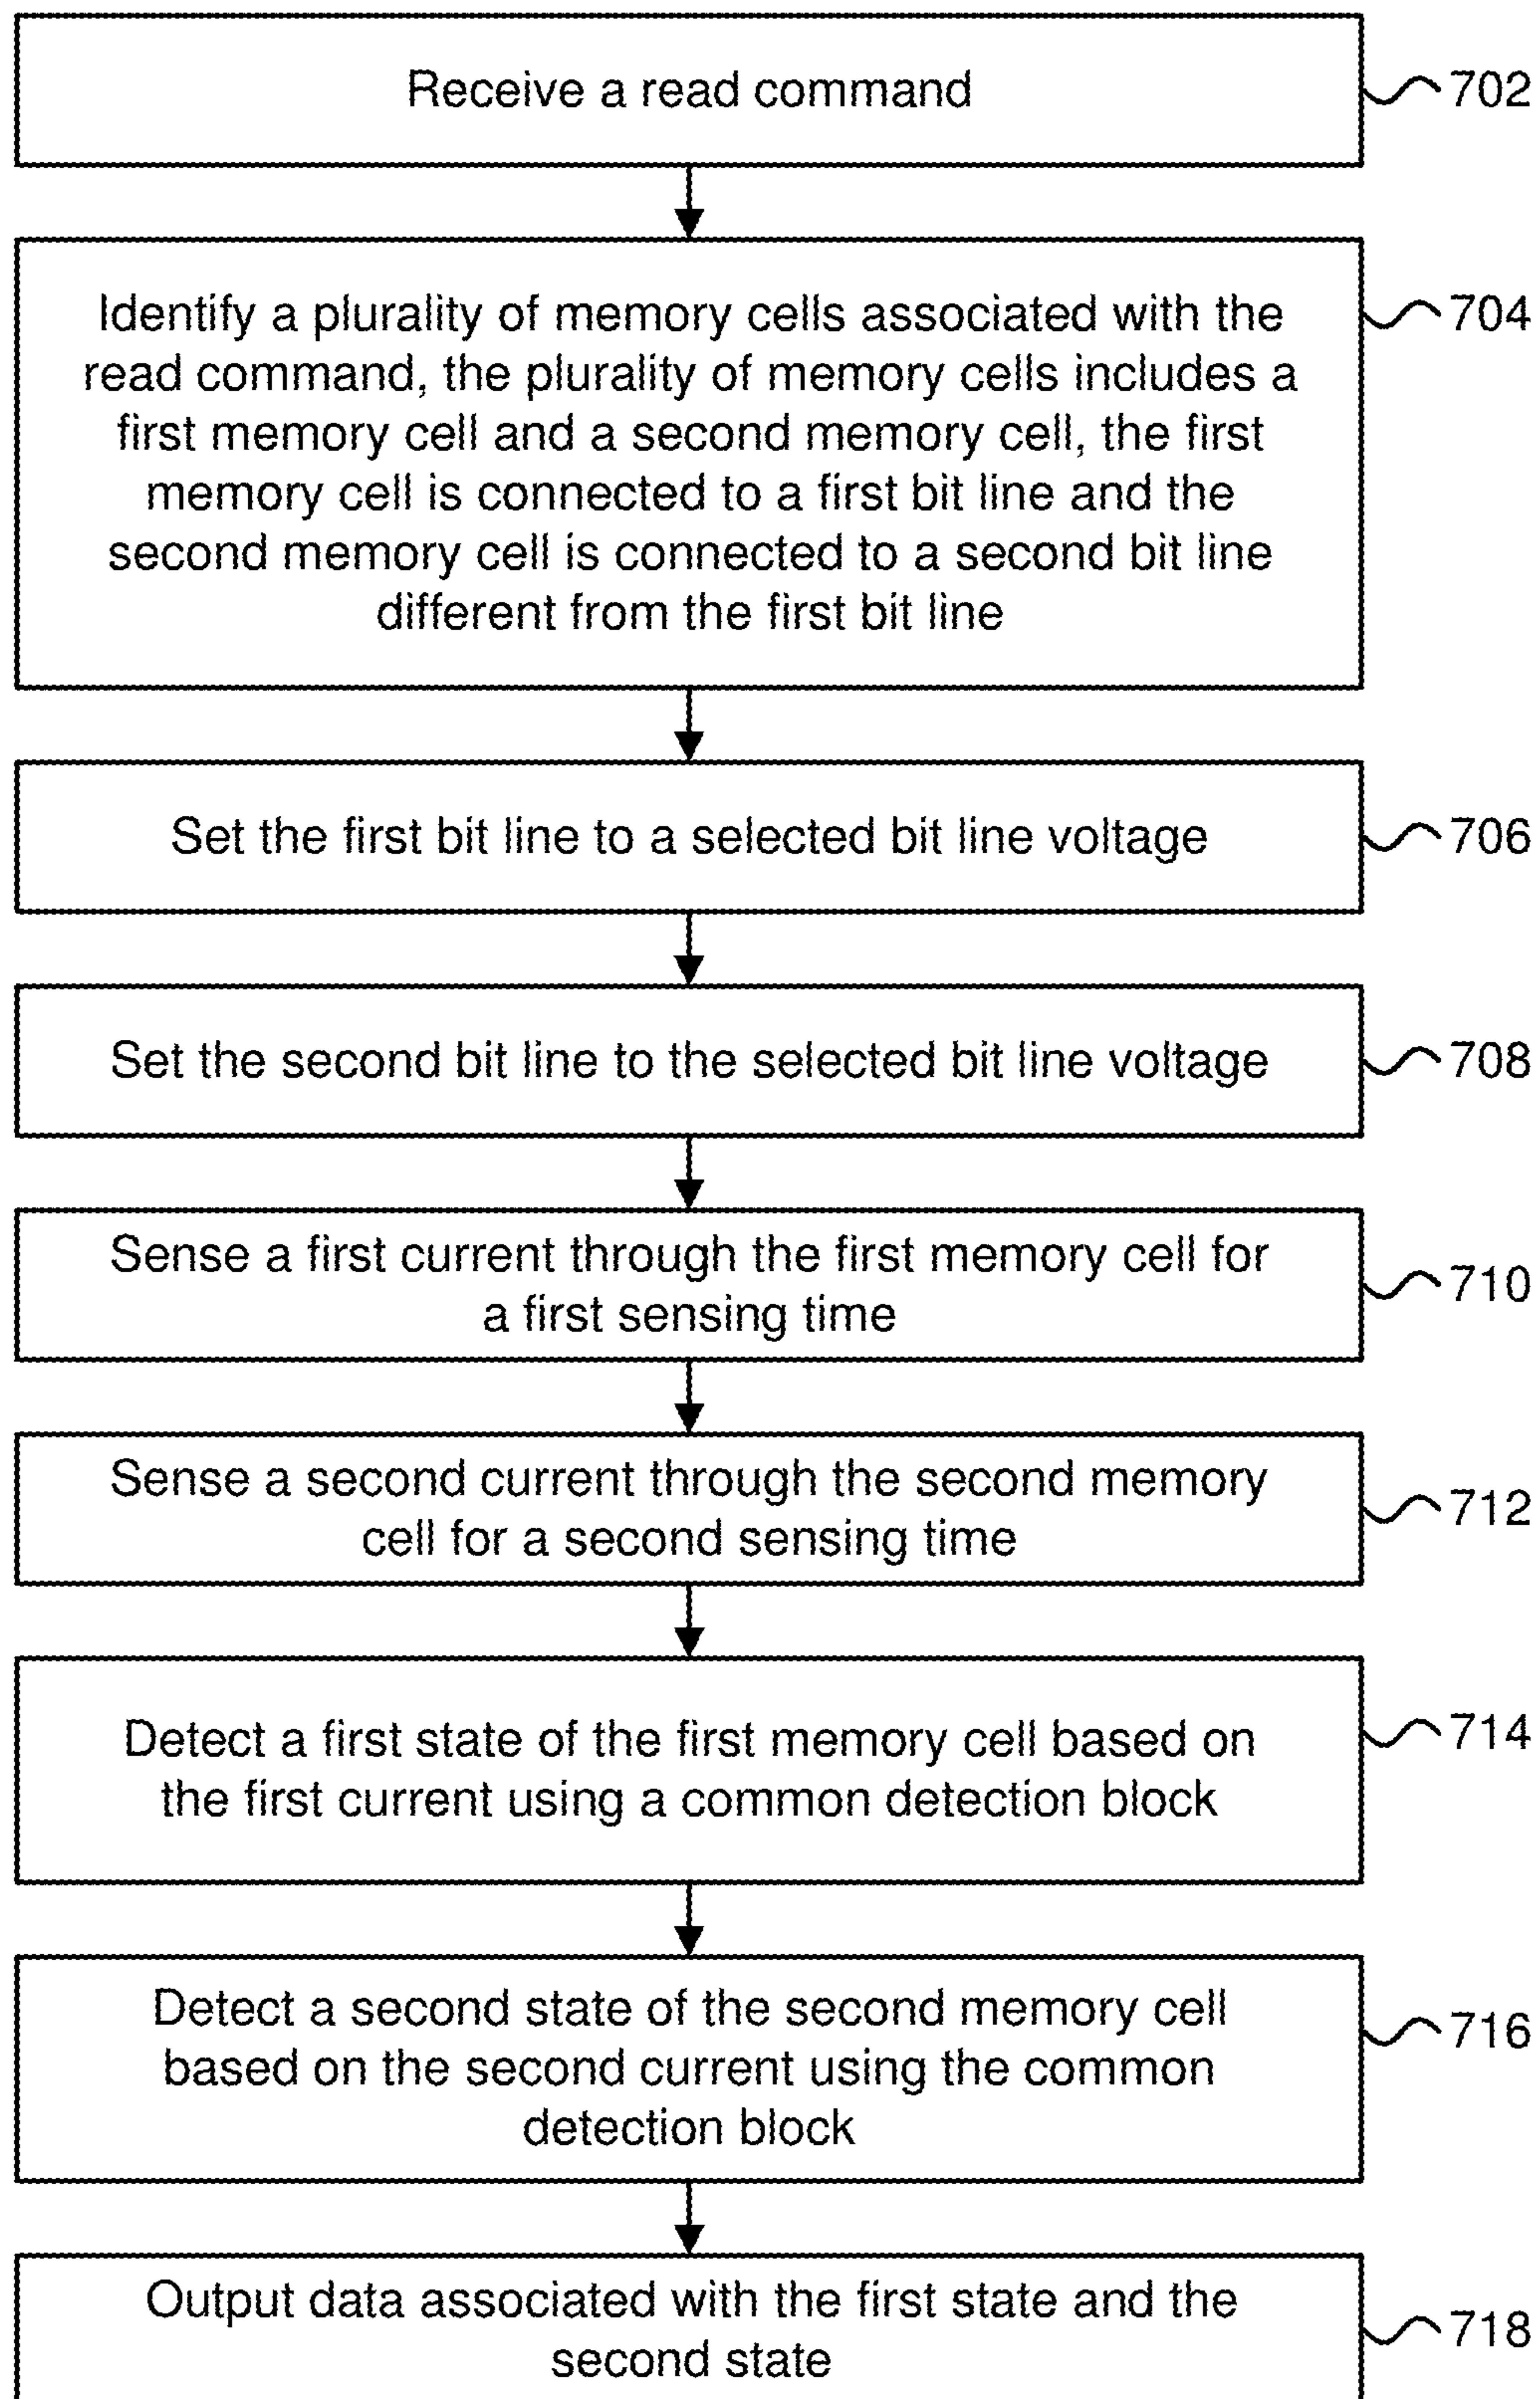 Receive a read command
702
Identify a plurality of memory cells associated with the
704
read command, the plurality of memory cells includes a
first memory cell and a second memory cell, the first
memory cell is connected to a first bit line and the
second memory cell is connected to a second bit line
different from the first bit line
Set the first bit line to a selected bit line voltage
706
Set the second bit line to the selected bit line voltage
708
Sense a first current through the first memory cell for
a first sensing time
710
Sense a second current through the second memory
cell for a second sensing time
712
Detect a first state of the first memory cell based on
the first current using a common detection block
714
Detect a second state of the second memory cell
based on the second current using the common
detection block
716
Output data associated with the first state and the
second state
718